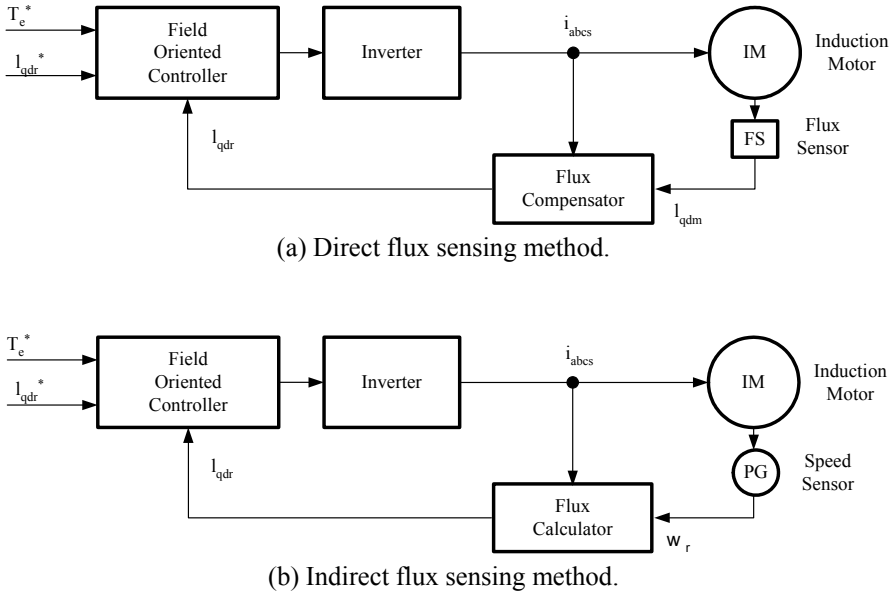 T_e^*
l_qdr^*
Field
Oriented
Controller
Inverter
i_abcs
IM
Induction
Motor
FS
Flux
Sensor
l_qdr
Flux
Compensator
l_qdm
(a) Direct flux sensing method.
T_e^*
l_qdr^*
Field
Oriented
Controller
Inverter
i_abcs
IM
Induction
Motor
PG
Speed
Sensor
l_qdr
Flux
Calculator
w_r
(b) Indirect flux sensing method.